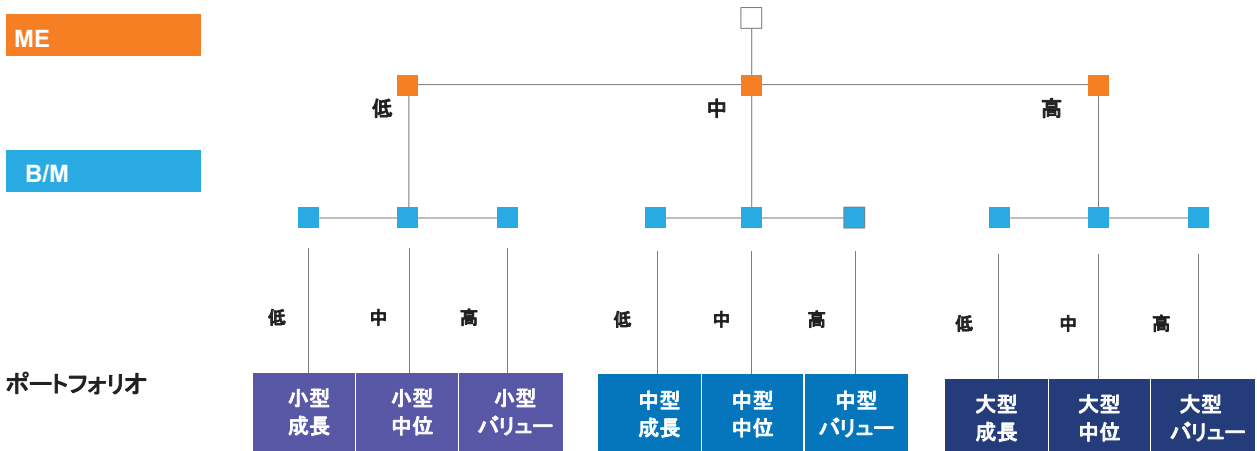 ME
低
中
高
B/M
低
中
高
低
中
高
低
中
高
ポートフォリオ
小型
成長
小型
中位
小型
バリュー
中型
成長
中型
中位
中型
バリュー
大型
成長
大型
中位
大型
バリュー